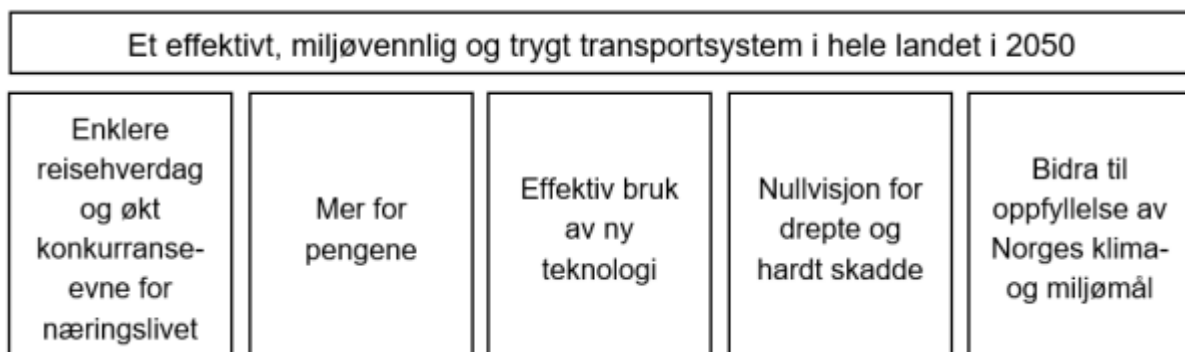 Et effektivt, miljøvennlig og trygt transportsystem i hele landet i 2050
Enklere
reisehverdag
og økt
konkurranse-
evne for
næringslivet
Mer for
pengene
Effektiv bruk
av ny
teknologi
Nullvisjon for
drepte og
hardt skadde
Bidra til
oppfyllelse av
Norges klima-
og miljømål